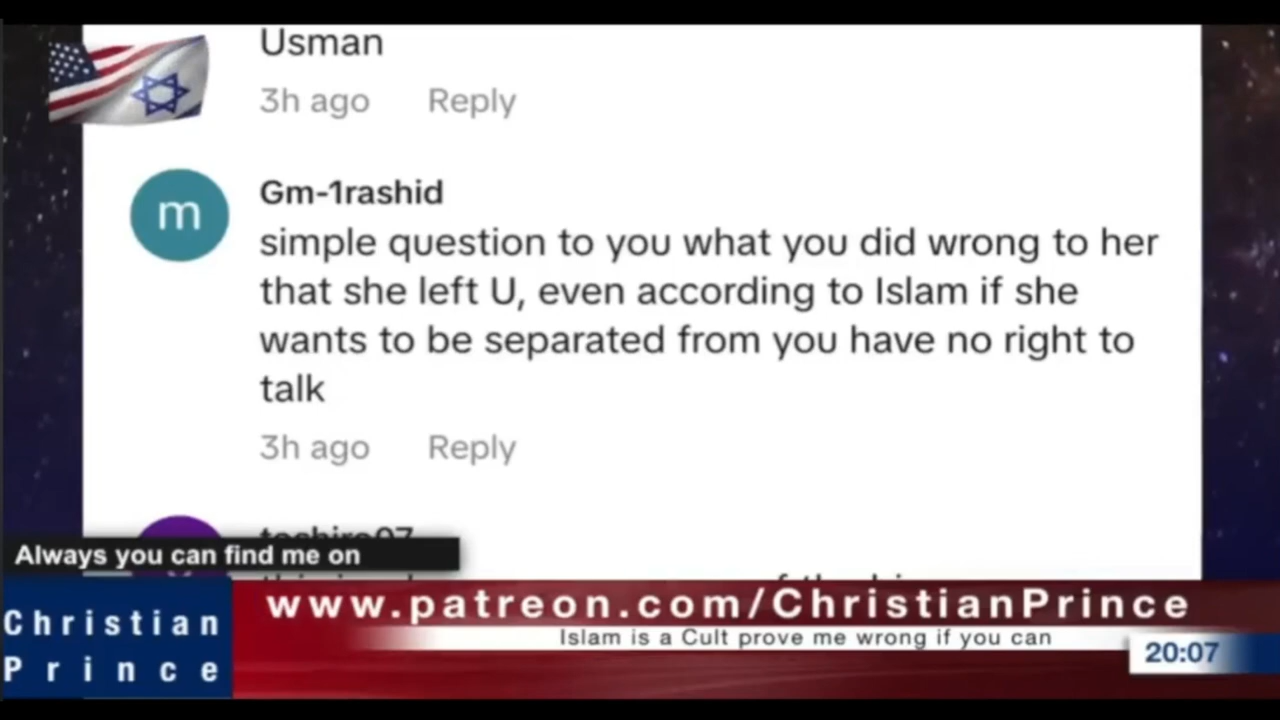 Usman
3h ago Reply
m
Gm-1rashid
simple question to you what you did wrong to her
that she left U, even according to Islam if she
wants to be separated from you have no right to
talk
3h ago Reply
Always you can find me on
www.patreon.com/ChristianPrince
Christian
Prince
Islam is a Cult prove me wrong if you can
20:07